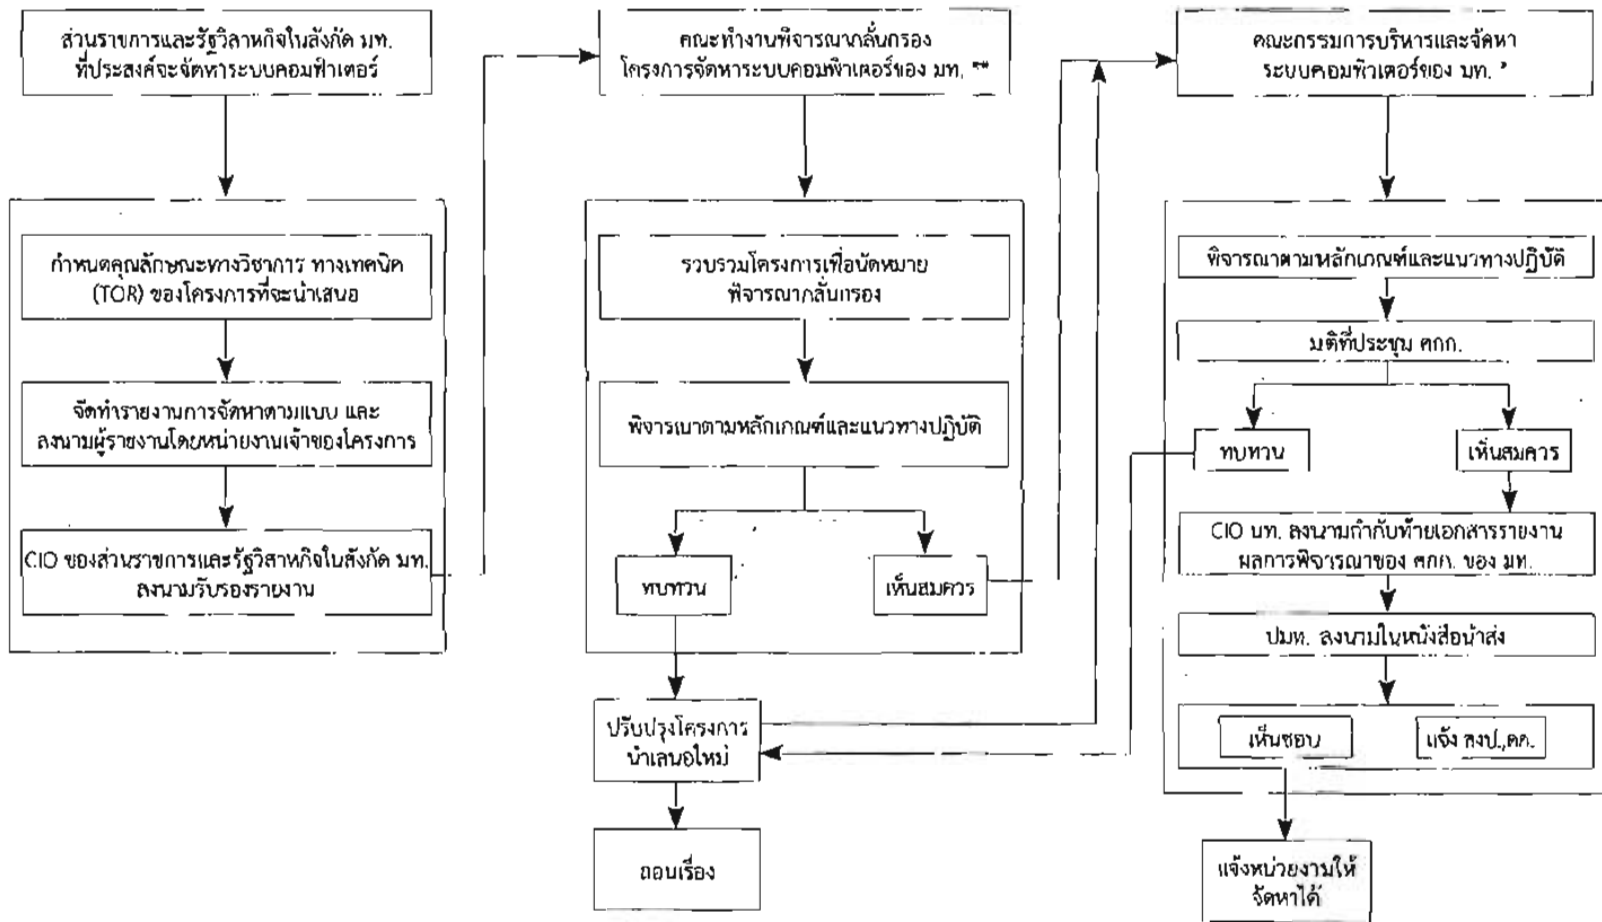 ส่วนราชการและรัฐวิสาหกิจในสังกัด มท.
ที่ประสงค์จะจัดหาระบบคอมพิวเตอร์
กำหนดคุณลักษณะทางวิชาการ ทางเทคนิค
(TOR) ของโครงการที่จะนำเสนอ
จัดทำรายงานการจัดหาตามแบบ และ
ลงนามผู้รายงานโดยหน่วยงานเจ้าของโครงการ
CIO ของส่วนราชการและรัฐวิสาหกิจในสังกัด มท.
ลงนามรับรองรายงาน
คณะทำงานพิจารณากลั่นกรอง
โครงการจัดหาระบบคอมพิวเตอร์ของ มท. **
รวบรวมโครงการเพื่อนัดหมาย
พิจารณากลั่นกรอง
พิจารณาตามหลักเกณฑ์และแนวทางปฏิบัติ
ทบทวน
เห็นสมควร
ปรับปรุงโครงการ
นำเสนอใหม่
ถอนเรื่อง
คณะกรรมการบริหารและจัดหา
ระบบคอมพิวเตอร์ของ มท. *
พิจารณาตามหลักเกณฑ์และแนวทางปฏิบัติ
มติที่ประชุม คกก.
ทบทวน
เห็นสมควร
CIO มท. ลงนามกำกับท้ายเอกสารรายงาน
ผลการพิจารณาของ คกก. ของ มท.
ปมท. ลงนามในหนังสือนำส่ง
เห็นชอบ
แจ้ง สงป.,คค.
แจ้งหน่วยงานให้
จัดหาได้